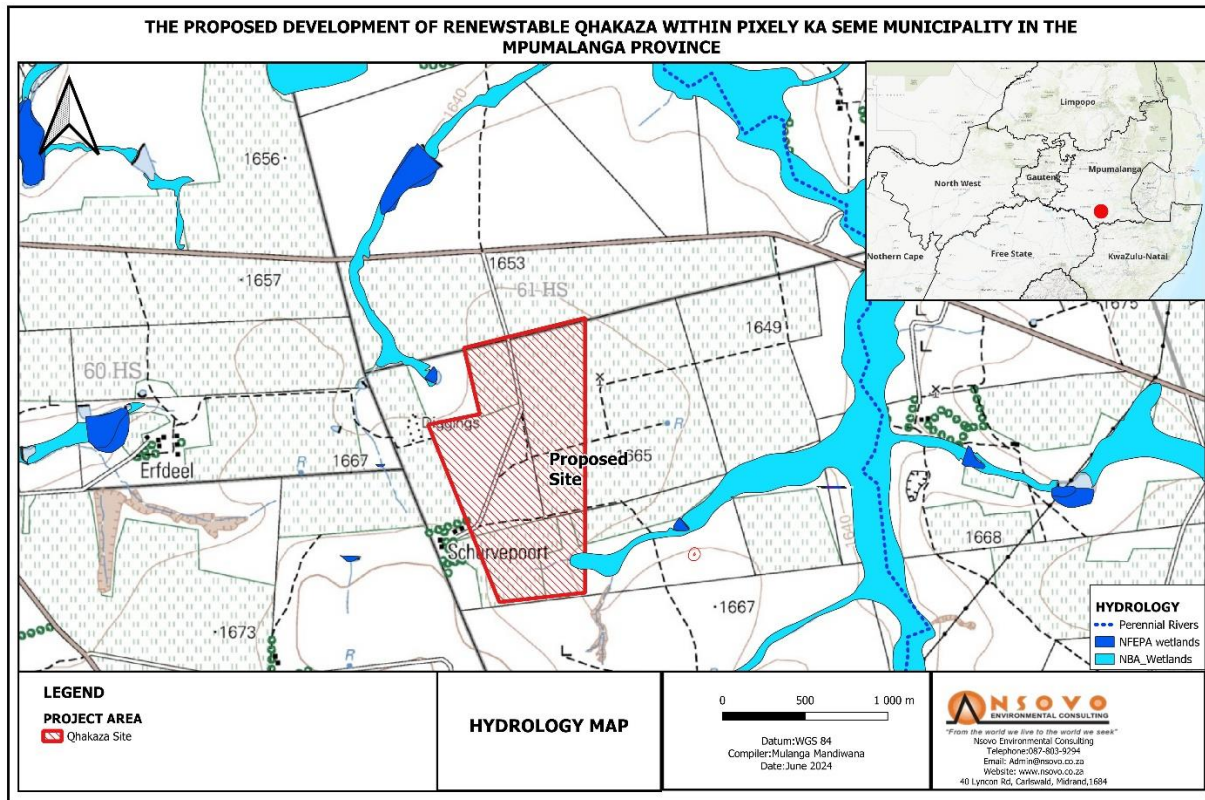 THE PROPOSED DEVELOPMENT OF RENEWSTABLE QHAKAZA WITHIN PIXELY KA SEME MUNICIPALITY IN THE
MPUMALANGA PROVINCE
1640
1656
1657
1653
61 HS
1649
60 HS
Diggings
Erfdeel
1667
R
R
Proposed
Site
1665
Schurvepoort
1640
1668
1667
1673
R
1675
Limpopo
North West
Gauteng
Mpumalanga
Nothern Cape
Free State
KwaZulu-Natal
HYDROLOGY
Perennial Rivers
NFEPA wetlands
NBA_Wetlands
LEGEND
PROJECT AREA
Qhakaza Site
HYDROLOGY MAP
0 500 1 000 m
Datum:WGS 84
Compiler:Mulanga Mandiwana
Date:June 2024
NSOVO
ENVIRONMENTAL CONSULTING
"From the world we live to the world we seek"
Nsovo Environmental Consulting
Telephone:087-803-9294
Email: Admin@nsovo.co.za
Website: www.nsovo.co.za
40 Lyncon Rd, Carlswald, Midrand,1684